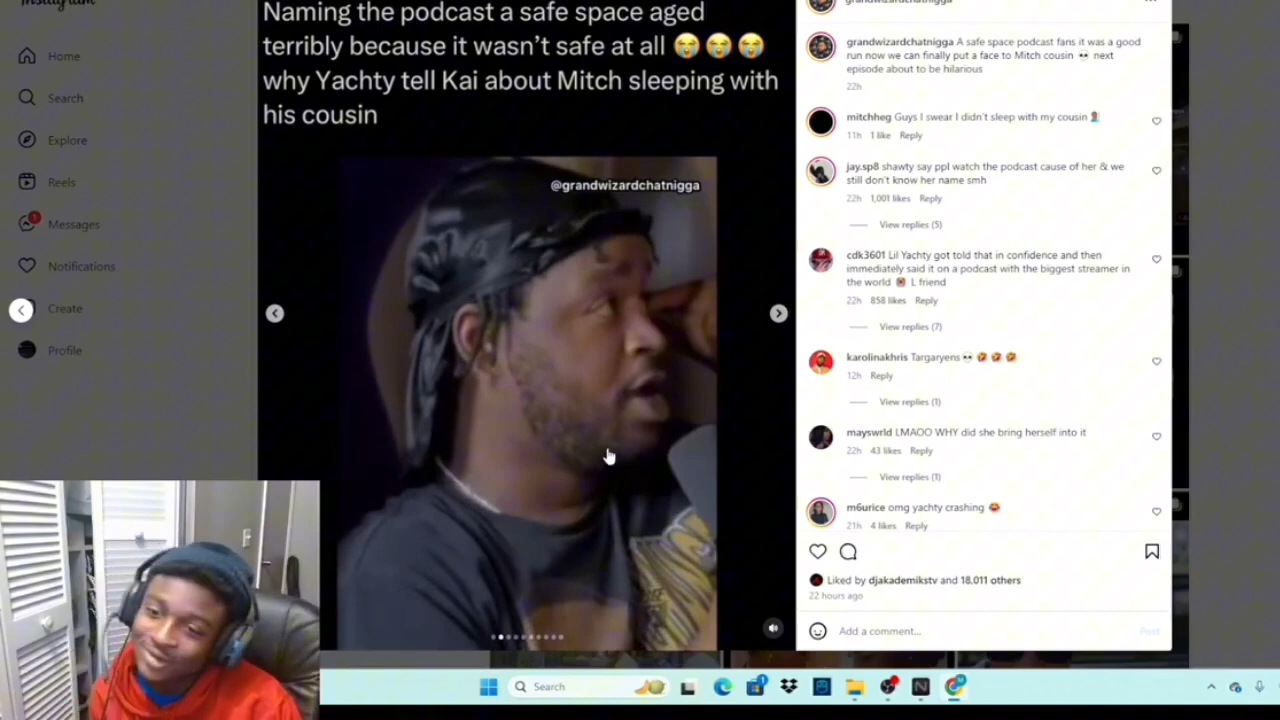 Instagram
Home
Search
Explore
Reels
1
Messages
Notifications
Create
Profile
Naming the podcast a safe space aged
terribly because it wasn’t safe at all 😭😭😭
why Yachty tell Kai about Mitch sleeping with
his cousin
@grandwizardchatnigga
grandwizardchatnigga
grandwizardchatnigga A safe space podcast fans it was a good
run now we can finally put a face to Mitch cousin 💀 next
episode about to be hilarious
22h
mitchheg Guys I swear I didn't sleep with my cousin🤦🏽‍♂️
11h 1 like Reply
jay.sp8 shawty say ppl watch the podcast cause of her & we
still don't know her name smh
22h 1,001 likes Reply
View replies (5)
cdk3601 Lil Yachty got told that in confidence and then
immediately said it on a podcast with the biggest streamer in
the world L friend
22h 858 likes Reply
View replies (7)
karolinakhris Targaryens💀🤣🤣🤣
12h Reply
View replies (1)
mayswrld LMAOO WHY did she bring herself into it
22h 43 likes Reply
View replies (1)
m6urice omg yachty crashing 😂
21h 4 likes Reply
Liked by djakademikstv and 18,011 others
22 hours ago
Add a comment...
Post
Search
1